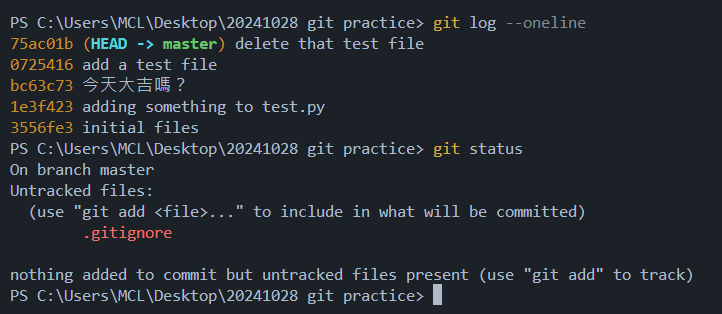 PS C:\Users\MCL\Desktop\20241028 git practice> git log --oneline
75ac01b (HEAD -> master) delete that test file
0725416 add a test file
bc63c73 今天大吉嗎？
1e3f423 adding something to test.py
3556fe3 initial files
PS C:\Users\MCL\Desktop\20241028 git practice> git status
On branch master
Untracked files:
  (use "git add <file>..." to include in what will be committed)
        .gitignore

nothing added to commit but untracked files present (use "git add" to track)
PS C:\Users\MCL\Desktop\20241028 git practice>